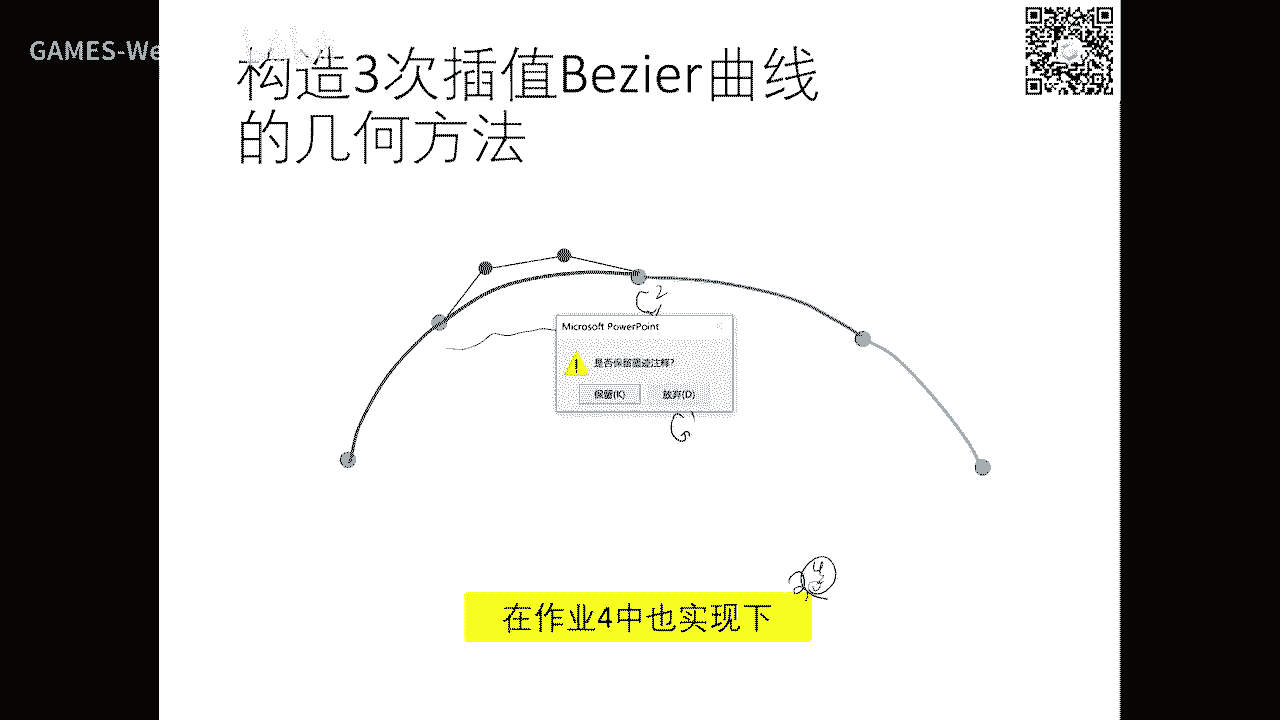 GAMES-We
构造3次插值Bezier曲线
的几何方法
C²
Microsoft PowerPoint
是否保留墨迹注释?
保留(K)
放弃(D)
G
在作业4中也实现下